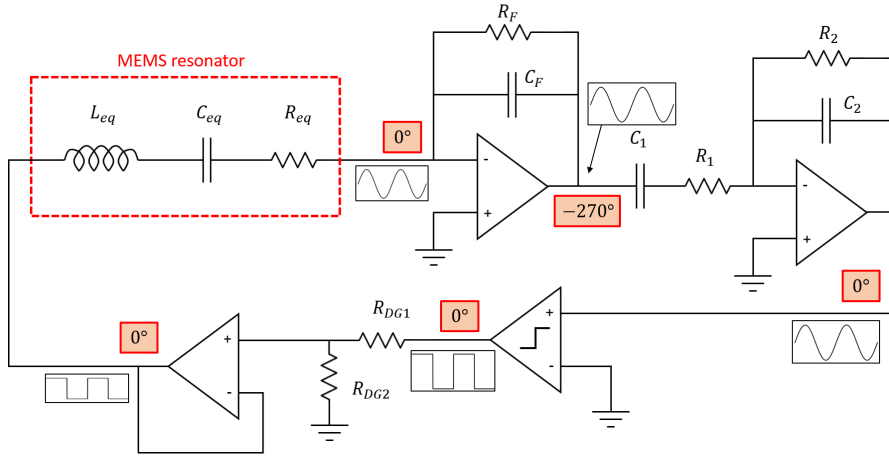 MEMS resonator
L_eq
C_eq
R_eq
0°
R_F
C_F
-
+
−270°
C_1
R_1
R_2
C_2
-
+
0°
0°
R_DG1
R_DG2
0°
+
-
+
-